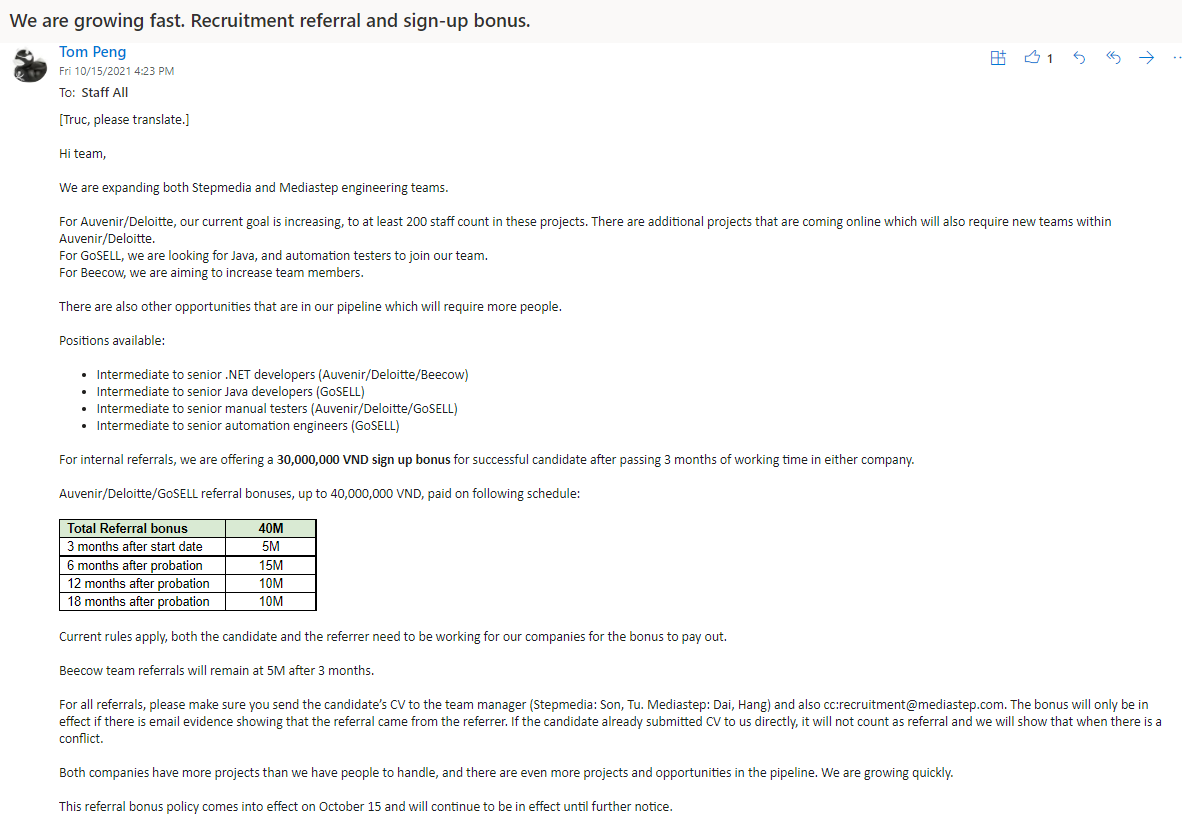 We are growing fast. Recruitment referral and sign-up bonus.
Tom Peng
Fri 10/15/2021 4:23 PM
1
To: Staff All
[Truc, please translate.]
Hi team,
We are expanding both Stepmedia and Mediastep engineering teams.
For Auvenir/Deloitte, our current goal is increasing, to at least 200 staff count in these projects. There are additional projects that are coming online which will also require new teams within
Auvenir/Deloitte.
For GoSELL, we are looking for Java, and automation testers to join our team.
For Beecow, we are aiming to increase team members.
There are also other opportunities that are in our pipeline which will require more people.
Positions available:
• Intermediate to senior .NET developers (Auvenir/Deloitte/Beecow)
• Intermediate to senior Java developers (GoSELL)
• Intermediate to senior manual testers (Auvenir/Deloitte/GoSELL)
• Intermediate to senior automation engineers (GoSELL)
For internal referrals, we are offering a 30,000,000 VND sign up bonus for successful candidate after passing 3 months of working time in either company.
Auvenir/Deloitte/GoSELL referral bonuses, up to 40,000,000 VND, paid on following schedule:
Total Referral bonus 40M
3 months after start date 5M
6 months after probation 15M
12 months after probation 10M
18 months after probation 10M
Current rules apply, both the candidate and the referrer need to be working for our companies for the bonus to pay out.
Beecow team referrals will remain at 5M after 3 months.
For all referrals, please make sure you send the candidate's CV to the team manager (Stepmedia: Son, Tu. Mediastep: Dai, Hang) and also cc:recruitment@mediastep.com. The bonus will only be in
effect if there is email evidence showing that the referral came from the referrer. If the candidate already submitted CV to us directly, it will not count as referral and we will show that when there is a
conflict.
Both companies have more projects than we have people to handle, and there are even more projects and opportunities in the pipeline. We are growing quickly.
This referral bonus policy comes into effect on October 15 and will continue to be in effect until further notice.